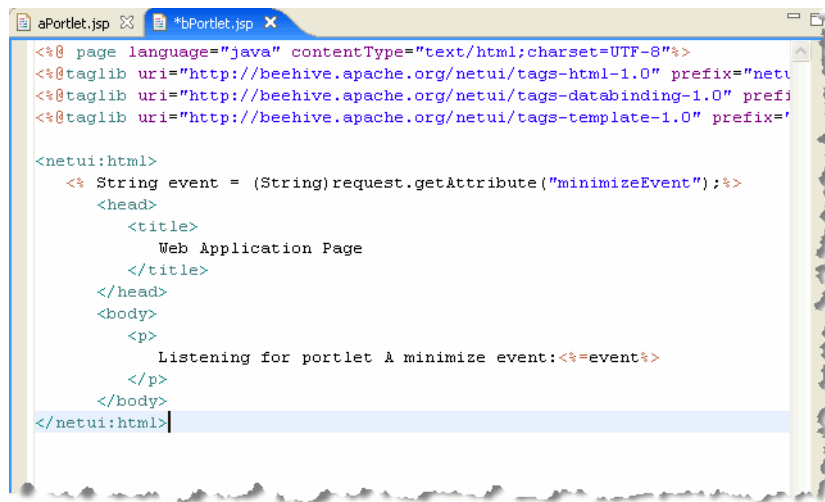 aPortlet.jsp *bPortlet.jsp
<%@ page language="java" contentType="text/html;charset=UTF-8"%>
<%@taglib uri="http://beehive.apache.org/netui/tags-html-1.0" prefix="netu
<%@taglib uri="http://beehive.apache.org/netui/tags-databinding-1.0" prefi
<%@taglib uri="http://beehive.apache.org/netui/tags-template-1.0" prefix="
<netui:html>
<% String event = (String)request.getAttribute("minimizeEvent");%>
<head>
<title>
Web Application Page
</title>
</head>
<body>
<p>
Listening for portlet A minimize event:<%=event%>
</p>
</body>
</netui:html>